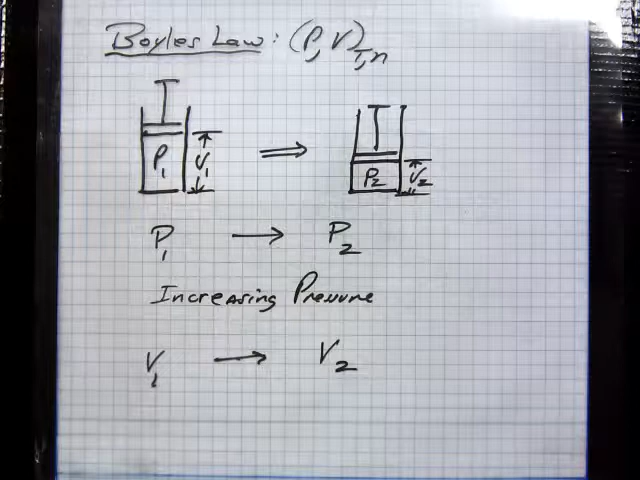 Boyles Law: (P, V)T,n
P1 V1 ⇒ P2 V2
P1 → P2
Increasing Pressure
V1 → V2